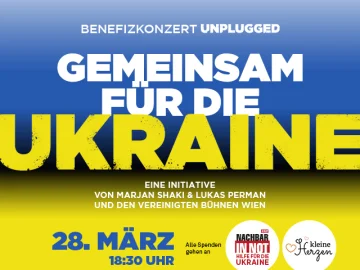 BENEFIZKONZERT UNPLUGGED
GEMEINSAM
FÜR DIE
UKRAINE
EINE INITIATIVE
VON MARJAN SHAKI & LUKAS PERMAN
UND DEN VEREINIGTEN BÜHNEN WIEN
28. MÄRZ
18:30 UHR
Alle Spenden
gehen an
NACHBAR
IN NOT
HILFE FÜR DIE
UKRAINE
kleine
Herzen